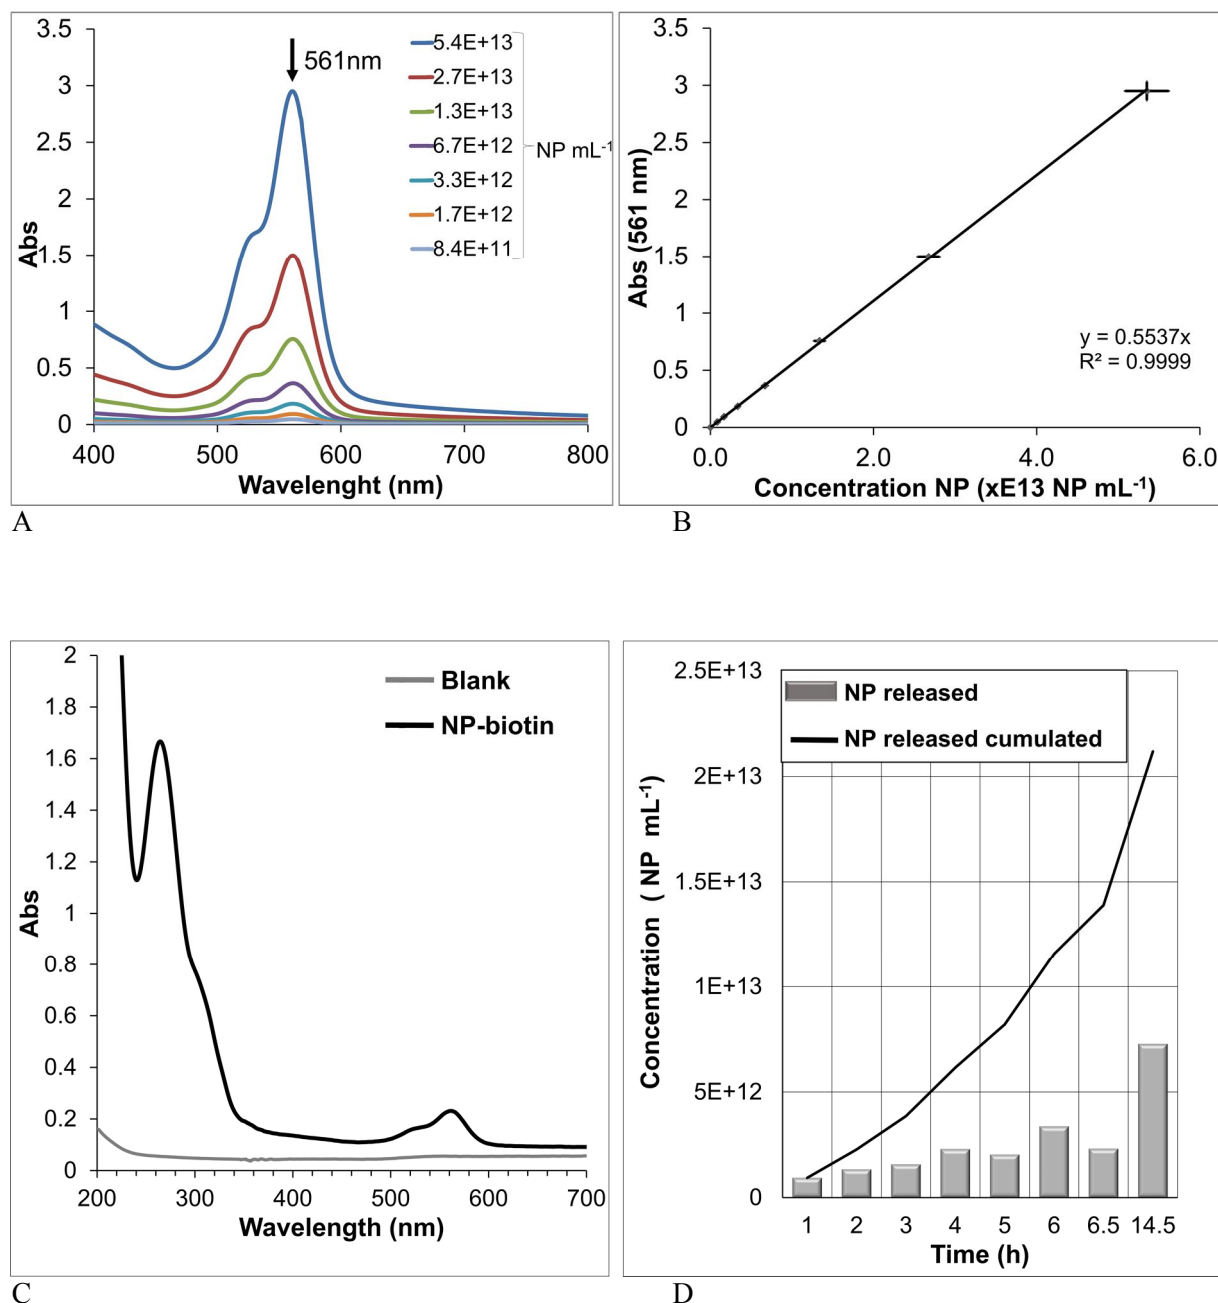 3.5
3
2.5
2
1.5
1
0.5
0
Abs
400 500 600 700 800
Wavelenght (nm)
561nm
5.4E+13
2.7E+13
1.3E+13
6.7E+12
3.3E+12
1.7E+12
8.4E+11
NP mL⁻¹
A
3.5
3
2.5
2
1.5
1
0.5
0
Abs (561 nm)
y = 0.5537x
R² = 0.9999
0.0 2.0 4.0 6.0
Concentration NP (xE13 NP mL⁻¹)
B
2
1.8
1.6
1.4
1.2
1
0.8
0.6
0.4
0.2
0
Abs
Blank
NP-biotin
200 300 400 500 600 700
Wavelength (nm)
C
2.5E+13
2E+13
1.5E+13
1E+13
5E+12
0
Concentration ( NP mL⁻¹)
NP released
NP released cumulated
1 2 3 4 5 6 6.5 14.5
Time (h)
D